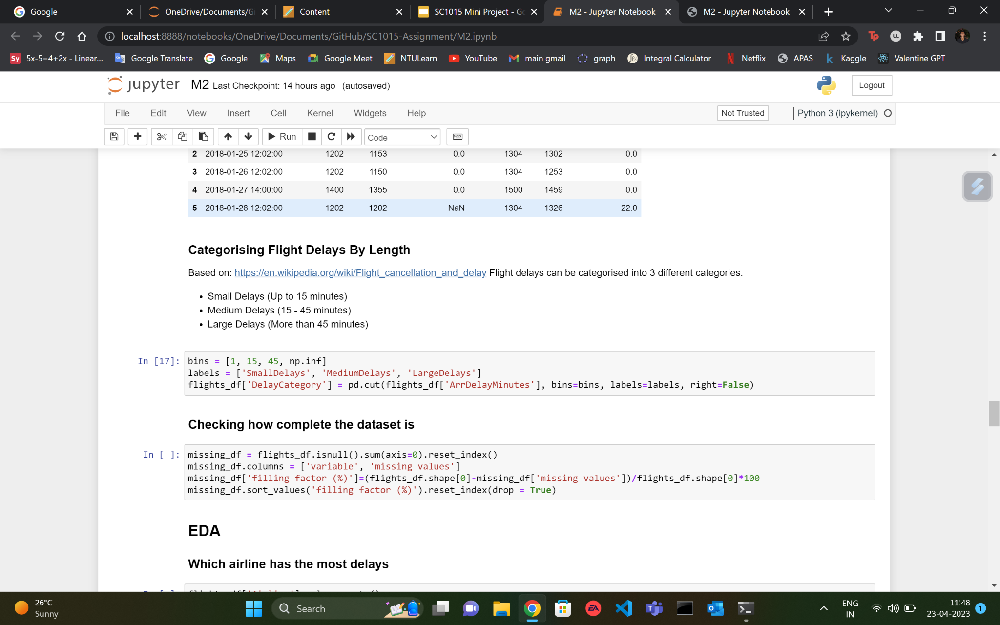 Google
OneDrive/Documents/Gi
Content
SC1015 Mini Project - Go
M2 - Jupyter Notebook
M2 - Jupyter Notebook
localhost:8888/notebooks/OneDrive/Documents/GitHub/SC1015-Assignment/M2.ipynb
Sy 5x-5=4+2x - Linear... Google Translate Google Maps Google Meet NTULearn YouTube main gmail graph Integral Calculator Netflix APAS Kaggle Valentine GPT
jupyter M2 Last Checkpoint: 14 hours ago (autosaved) Logout
File Edit View Insert Cell Kernel Widgets Help Not Trusted Python 3 (ipykernel)
Run Code
2 2018-01-25 12:02:00 1202 1153 0.0 1304 1302 0.0
3 2018-01-26 12:02:00 1202 1150 0.0 1304 1253 0.0
4 2018-01-27 14:00:00 1400 1355 0.0 1500 1459 0.0
5 2018-01-28 12:02:00 1202 1202 NaN 1304 1326 22.0
Categorising Flight Delays By Length
Based on: https://en.wikipedia.org/wiki/Flight_cancellation_and_delay Flight delays can be categorised into 3 different categories.
• Small Delays (Up to 15 minutes)
• Medium Delays (15 - 45 minutes)
• Large Delays (More than 45 minutes)
In [17]: bins = [1, 15, 45, np.inf]
labels = ['SmallDelays', 'MediumDelays', 'LargeDelays']
flights_df['DelayCategory'] = pd.cut(flights_df['ArrDelayMinutes'], bins=bins, labels=labels, right=False)
Checking how complete the dataset is
In [ ]: missing_df = flights_df.isnull().sum(axis=0).reset_index()
missing_df.columns = ['variable', 'missing values']
missing_df['filling factor (%)']=(flights_df.shape[0]-missing_df['missing values'])/flights_df.shape[0]*100
missing_df.sort_values('filling factor (%)').reset_index(drop = True)
EDA
Which airline has the most delays
26°C
Sunny
Search
ENG
IN
11:48
23-04-2023
1